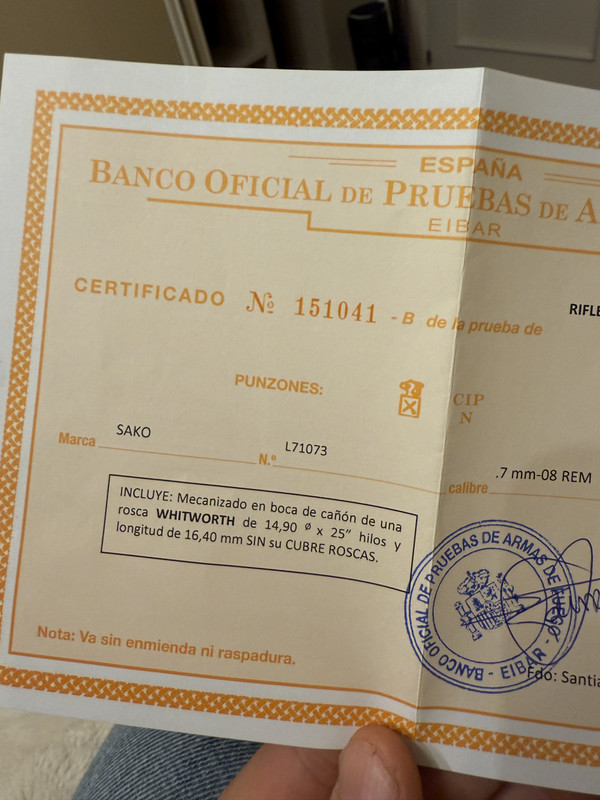 ESPAÑA
BANCO OFICIAL DE PRUEBAS DE A
EIBAR
CERTIFICADO Nº 151041 - B de la prueba de
RIFLE
PUNZONES:
CIP
N
Marca SAKO N.º L71073 calibre .7 mm-08 REM
INCLUYE: Mecanizado en boca de cañón de una
rosca WHITWORTH de 14,90 ø x 25” hilos y
longitud de 16,40 mm SIN su CUBRE ROSCAS.
BANCO OFICIAL DE PRUEBAS DE ARMAS DE FUEGO - EIBAR -
Fdo: Santia
Nota: Va sin enmienda ni raspadura.